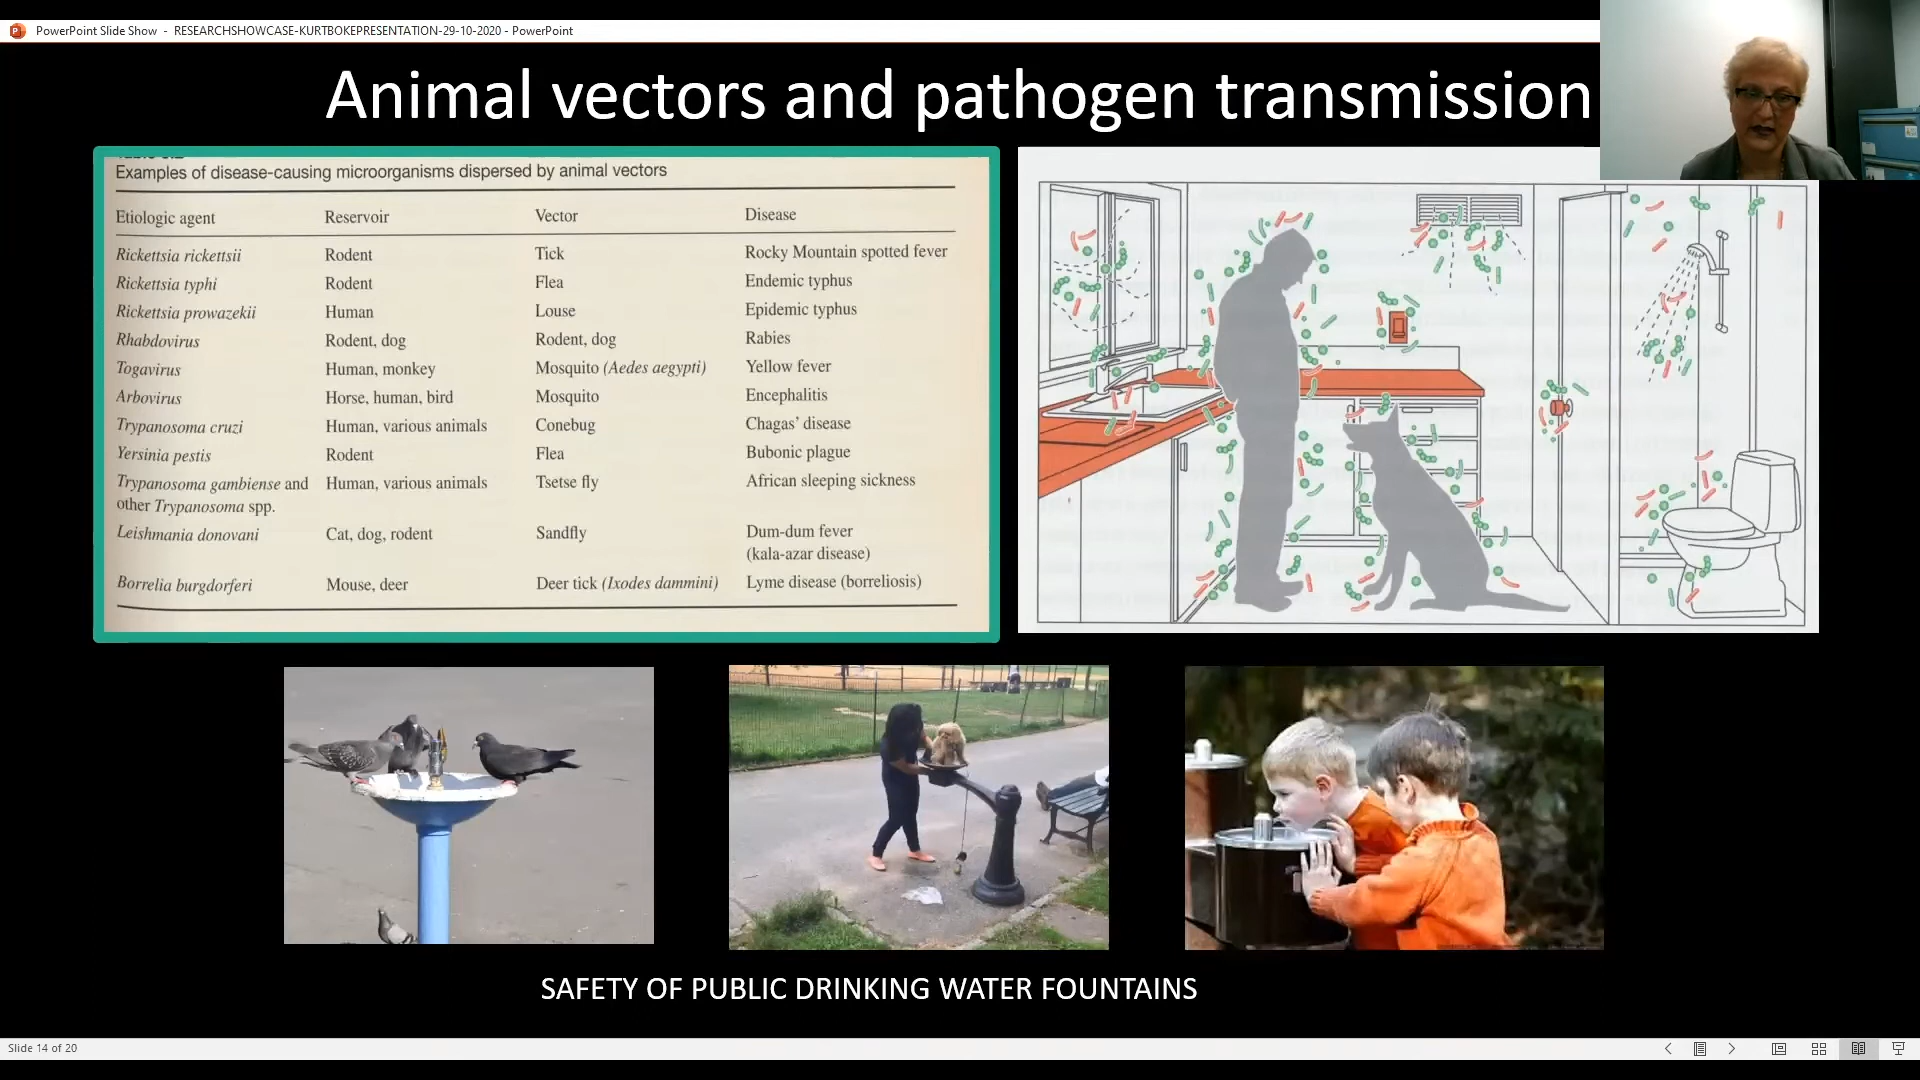 PowerPoint Slide Show - RESEARCHSHOWCASE-KURTBOKEPRESENTATION-29-10-2020 - PowerPoint
Animal vectors and pathogen transmission
Examples of disease-causing microorganisms dispersed by animal vectors
Etiologic agent Reservoir Vector Disease
Rickettsia rickettsii Rodent Tick Rocky Mountain spotted fever
Rickettsia typhi Rodent Flea Endemic typhus
Rickettsia prowazekii Human Louse Epidemic typhus
Rhabdovirus Rodent, dog Rodent, dog Rabies
Togavirus Human, monkey Mosquito (Aedes aegypti) Yellow fever
Arbovirus Horse, human, bird Mosquito Encephalitis
Trypanosoma cruzi Human, various animals Conebug Chagas' disease
Yersinia pestis Rodent Flea Bubonic plague
Trypanosoma gambiense and Human, various animals Tsetse fly African sleeping sickness
other Trypanosoma spp.
Leishmania donovani Cat, dog, rodent Sandfly Dum-dum fever
(kala-azar disease)
Borrelia burgdorferi Mouse, deer Deer tick (Ixodes dammini) Lyme disease (borreliosis)
SAFETY OF PUBLIC DRINKING WATER FOUNTAINS
Slide 14 of 20